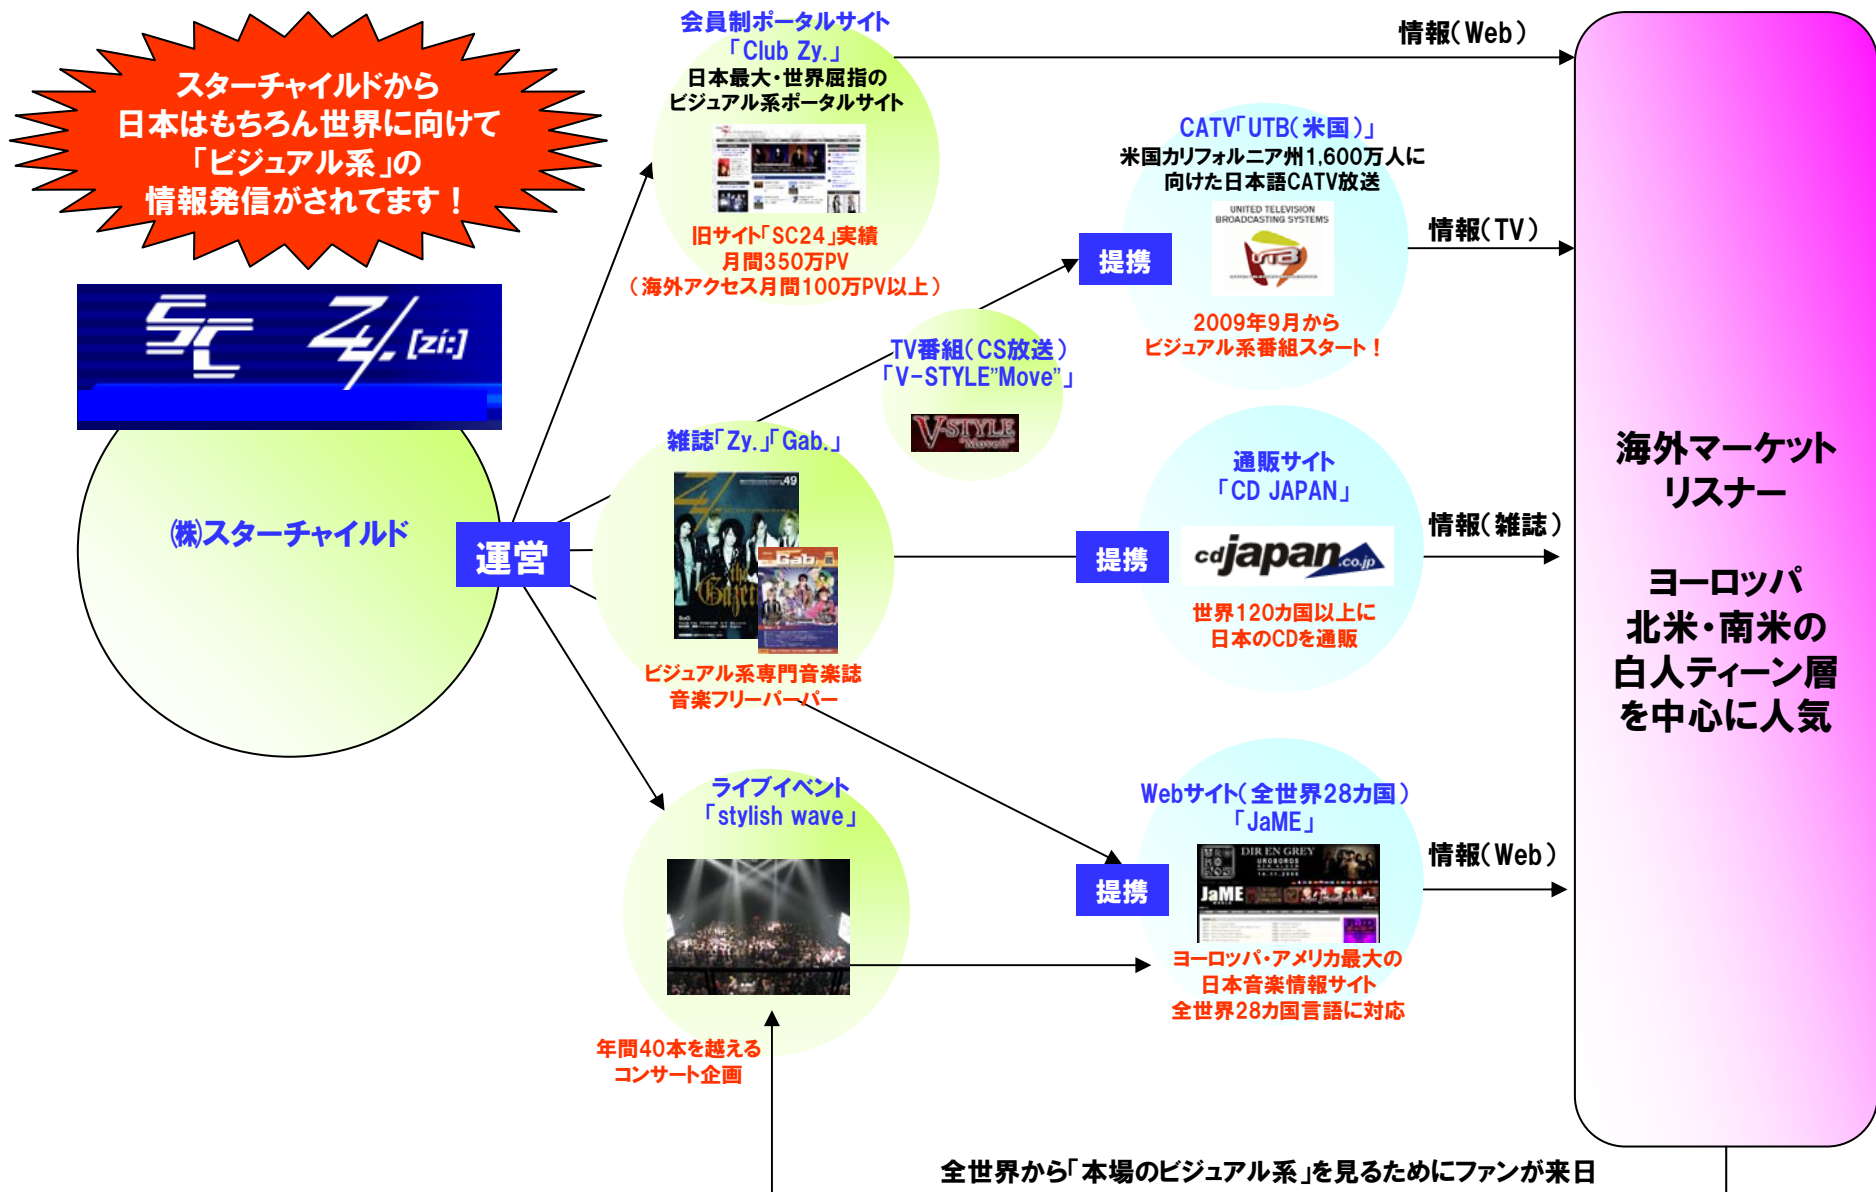 スターチャイルドから
日本はもちろん世界に向けて
「ビジュアル系」の
情報発信がされてます！
SC Zy. [zi:]
㈱スターチャイルド
運営
会員制ポータルサイト
「Club Zy.」
日本最大・世界屈指の
ビジュアル系ポータルサイト
旧サイト「SC24」実績
月間350万PV
（海外アクセス月間100万PV以上）
TV番組（CS放送）
「V-STYLE”Move”」
V-STYLE
"Move!!"
雑誌「Zy.」「Gab.」
Zy.
49
the
Gazet
Gab.
ビジュアル系専門音楽誌
音楽フリーパーパー
ライブイベント
「stylish wave」
年間40本を越える
コンサート企画
提携
CATV「UTB（米国）」
米国カリフォルニア州1,600万人に
向けた日本語CATV放送
UNITED TELEVISION
BROADCASTING SYSTEMS
UTB
2009年9月から
ビジュアル系番組スタート！
提携
通販サイト
「CD JAPAN」
cdjapan.co.jp
世界120カ国以上に
日本のCDを通販
提携
Webサイト（全世界28カ国）
「JaME」
DIR EN GREY
UROBOROS
NEW ALBUM
14.11.2008
JaME
ヨーロッパ・アメリカ最大の
日本音楽情報サイト
全世界28カ国言語に対応
情報（Web）
情報（TV）
情報（雑誌）
情報（Web）
海外マーケット
リスナー
ヨーロッパ
北米・南米の
白人ティーン層
を中心に人気
全世界から「本場のビジュアル系」を見るためにファンが来日